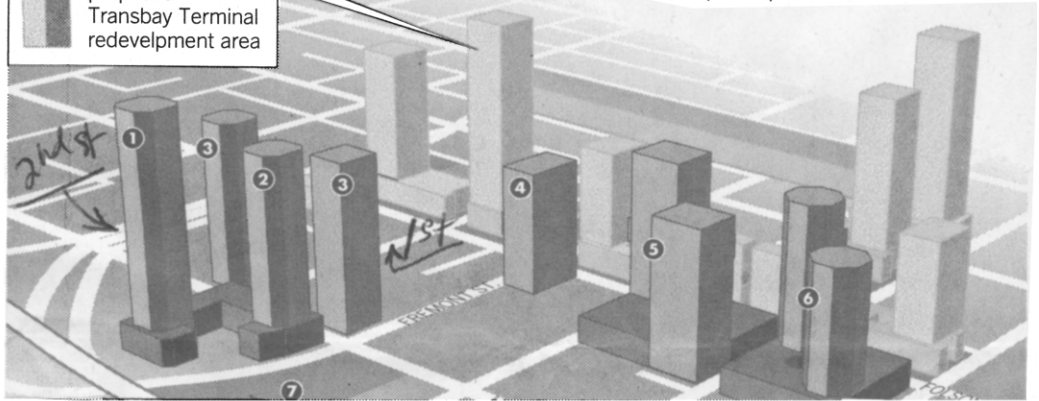 Transbay Terminal
redevelpment area
1
3
2
3
4
5
6
7
2nd st
1st
FREMONT ST.